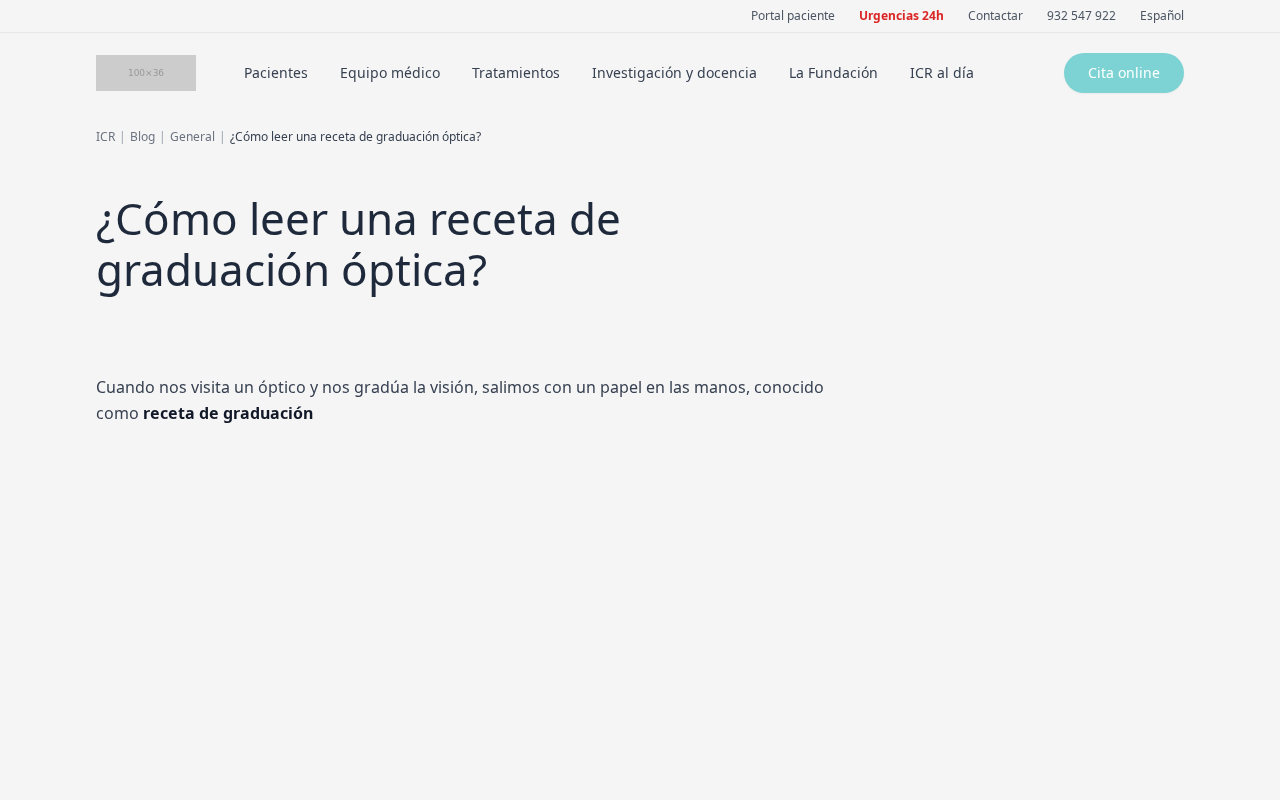 Portal paciente Urgencias 24h Contactar 932 547 922 Español
100×36 Pacientes Equipo médico Tratamientos Investigación y docencia La Fundación ICR al día Cita online
ICR | Blog | General | ¿Cómo leer una receta de graduación óptica?
¿Cómo leer una receta de
graduación óptica?
Cuando nos visita un óptico y nos gradúa la visión, salimos con un papel en las manos, conocido
como receta de graduación